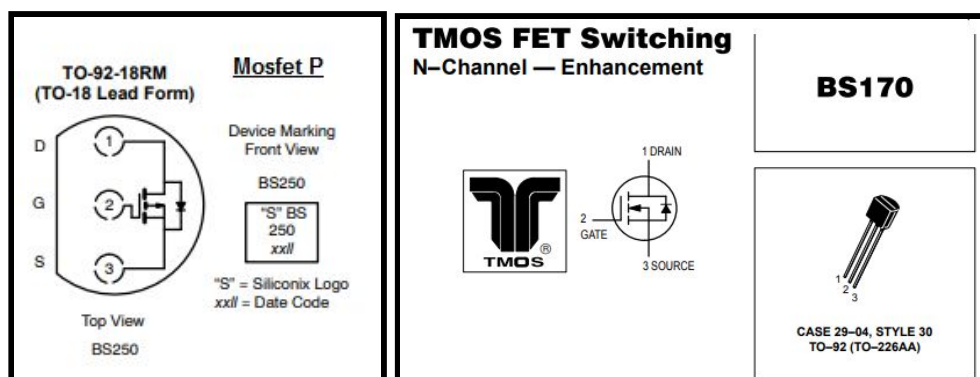 TO-92-18RM
(TO-18 Lead Form)
Mosfet P
D
1
G
2
S
3
Device Marking
Front View
BS250
"S" BS
250
xxll
"S" = Siliconix Logo
xxll = Date Code
Top View
BS250
TMOS FET Switching
N–Channel — Enhancement
BS170
TMOS
®
1 DRAIN
2
GATE
3 SOURCE
1
2
3
CASE 29–04, STYLE 30
TO–92 (TO–226AA)